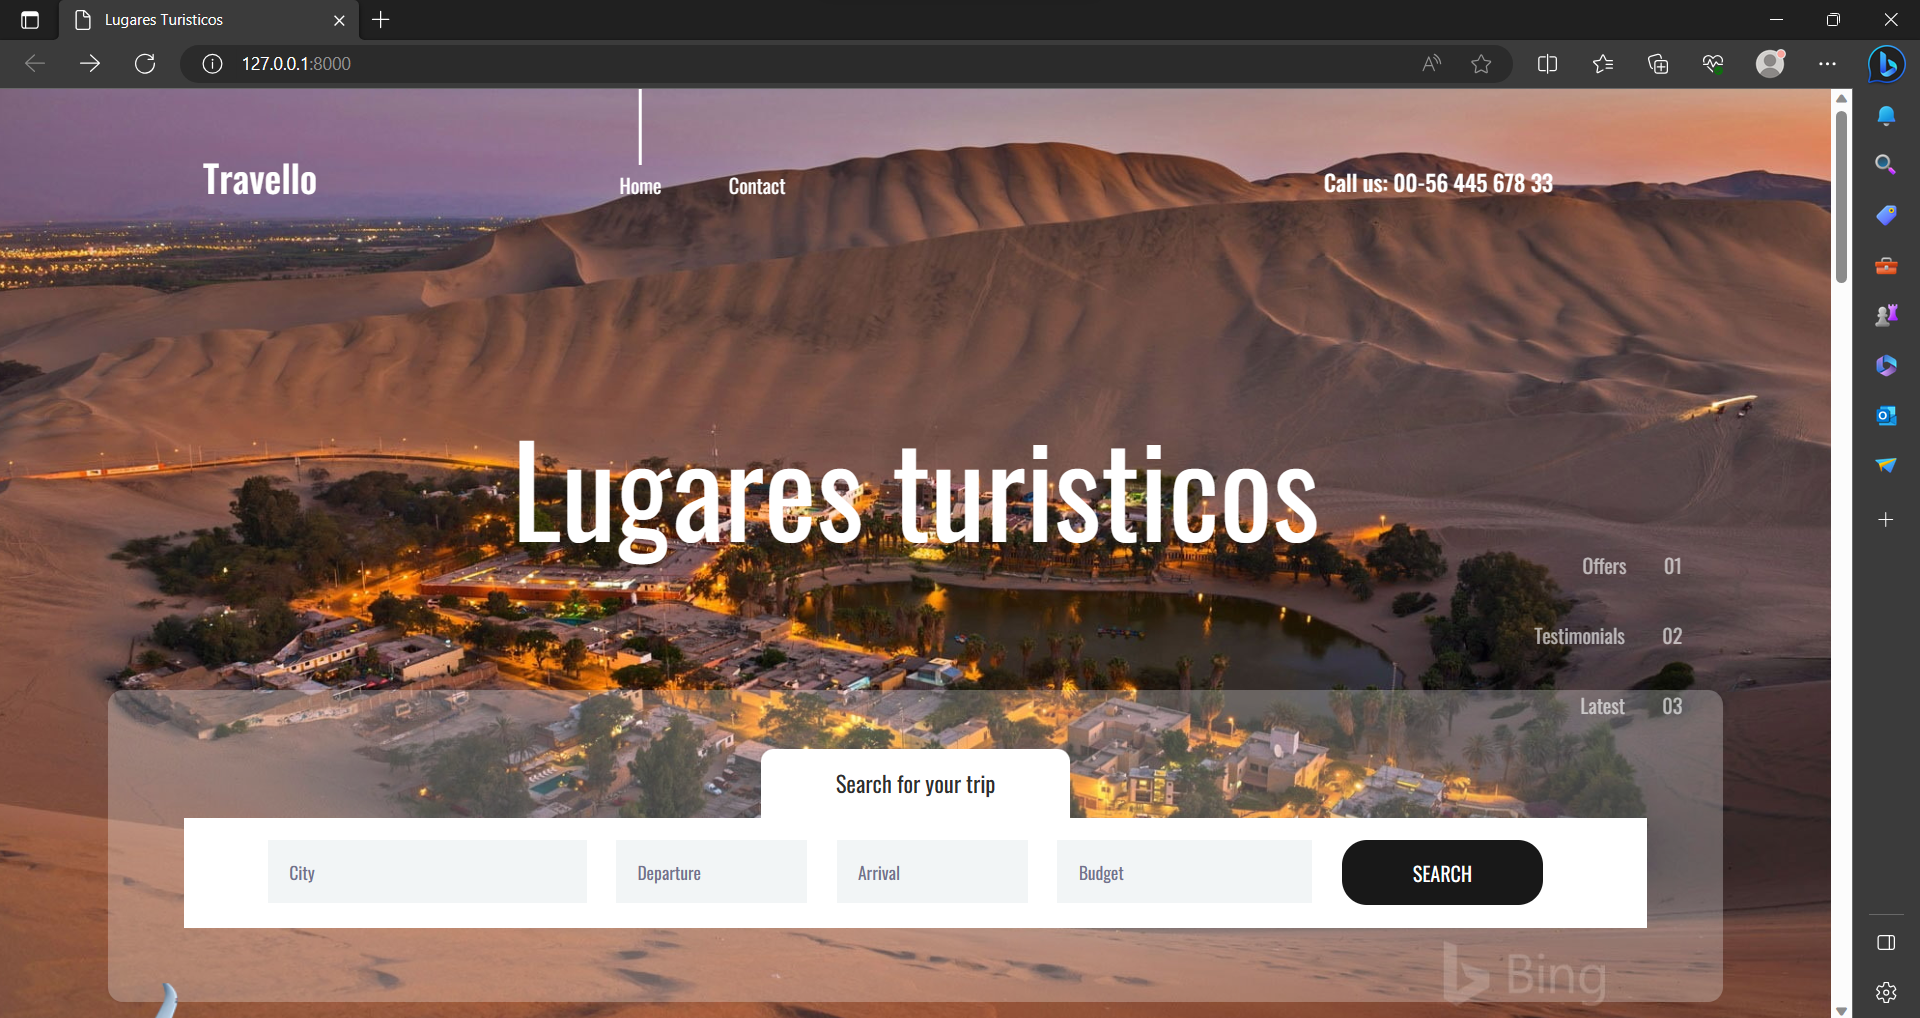 Lugares Turisticos
127.0.0.1:8000
Travello
Home
Contact
Call us: 00-56 445 678 33
Lugares turisticos
Offers 01
Testimonials 02
Latest 03
Search for your trip
City
Departure
Arrival
Budget
SEARCH
Bing